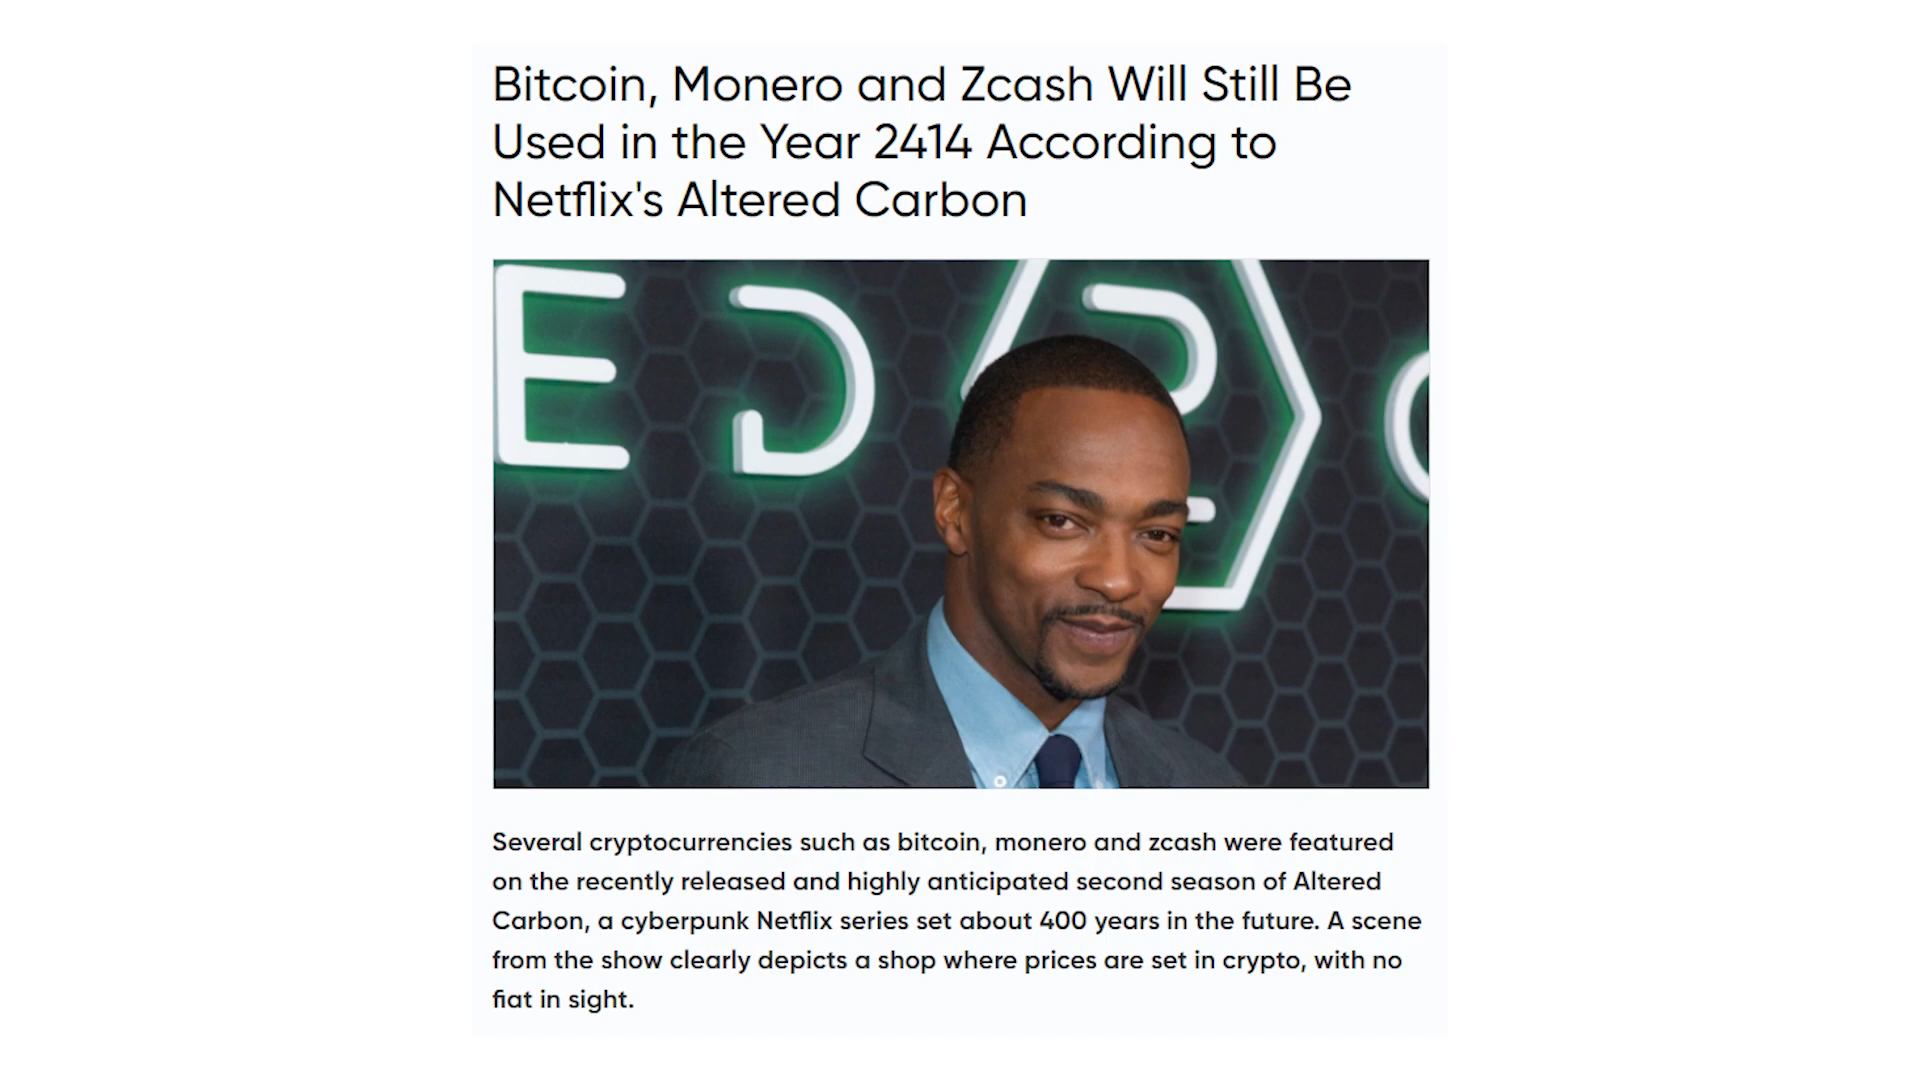 Bitcoin, Monero and Zcash Will Still Be
Used in the Year 2414 According to
Netflix's Altered Carbon
ED 2 C
Several cryptocurrencies such as bitcoin, monero and zcash were featured
on the recently released and highly anticipated second season of Altered
Carbon, a cyberpunk Netflix series set about 400 years in the future. A scene
from the show clearly depicts a shop where prices are set in crypto, with no
fiat in sight.